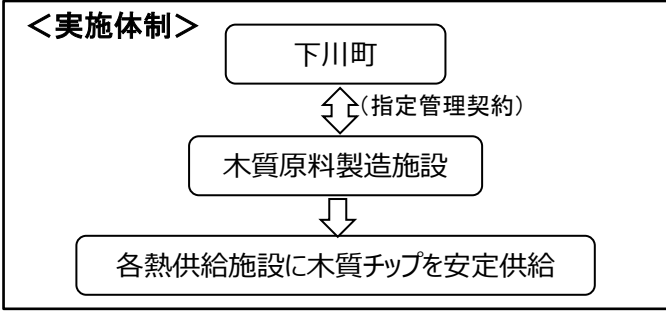 ＜実施体制＞
下川町
(指定管理契約)
木質原料製造施設
各熱供給施設に木質チップを安定供給